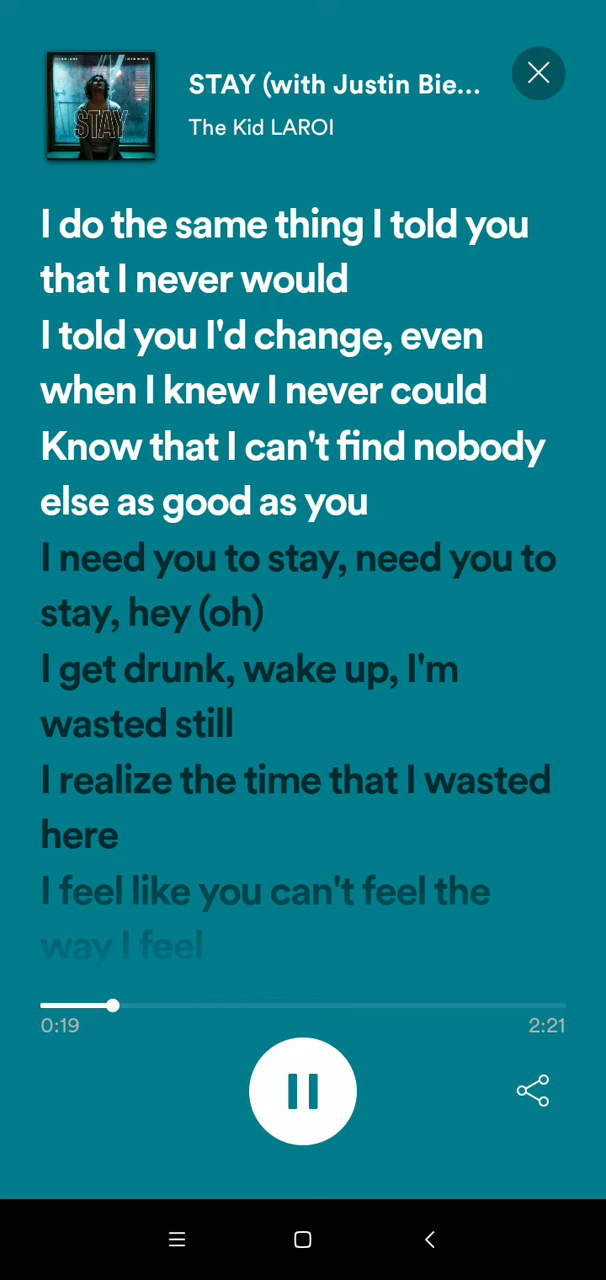 STAY (with Justin Bie...
The Kid LAROI
STAY
I do the same thing I told you
that I never would
I told you I'd change, even
when I knew I never could
Know that I can't find nobody
else as good as you
I need you to stay, need you to
stay, hey (oh)
I get drunk, wake up, I'm
wasted still
I realize the time that I wasted
here
I feel like you can't feel the
way I feel
0:19
2:21